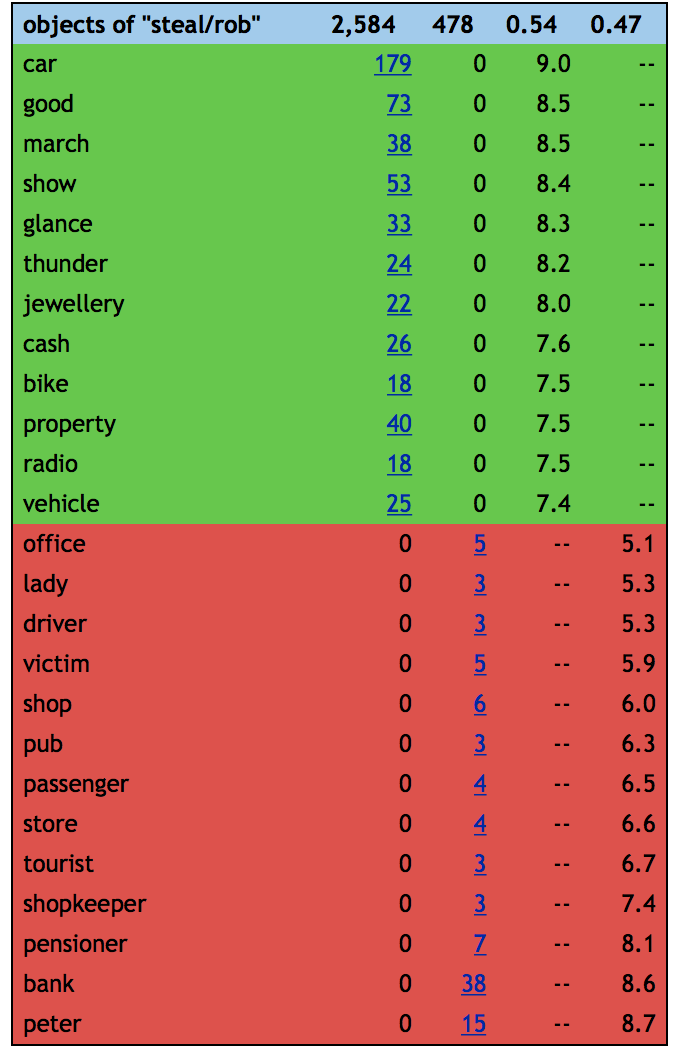 objects of "steal/rob" 2,584 478 0.54 0.47
car 179 0 9.0 --
good 73 0 8.5 --
march 38 0 8.5 --
show 53 0 8.4 --
glance 33 0 8.3 --
thunder 24 0 8.2 --
jewellery 22 0 8.0 --
cash 26 0 7.6 --
bike 18 0 7.5 --
property 40 0 7.5 --
radio 18 0 7.5 --
vehicle 25 0 7.4 --
office 0 5 -- 5.1
lady 0 3 -- 5.3
driver 0 3 -- 5.3
victim 0 5 -- 5.9
shop 0 6 -- 6.0
pub 0 3 -- 6.3
passenger 0 4 -- 6.5
store 0 4 -- 6.6
tourist 0 3 -- 6.7
shopkeeper 0 3 -- 7.4
pensioner 0 7 -- 8.1
bank 0 38 -- 8.6
peter 0 15 -- 8.7